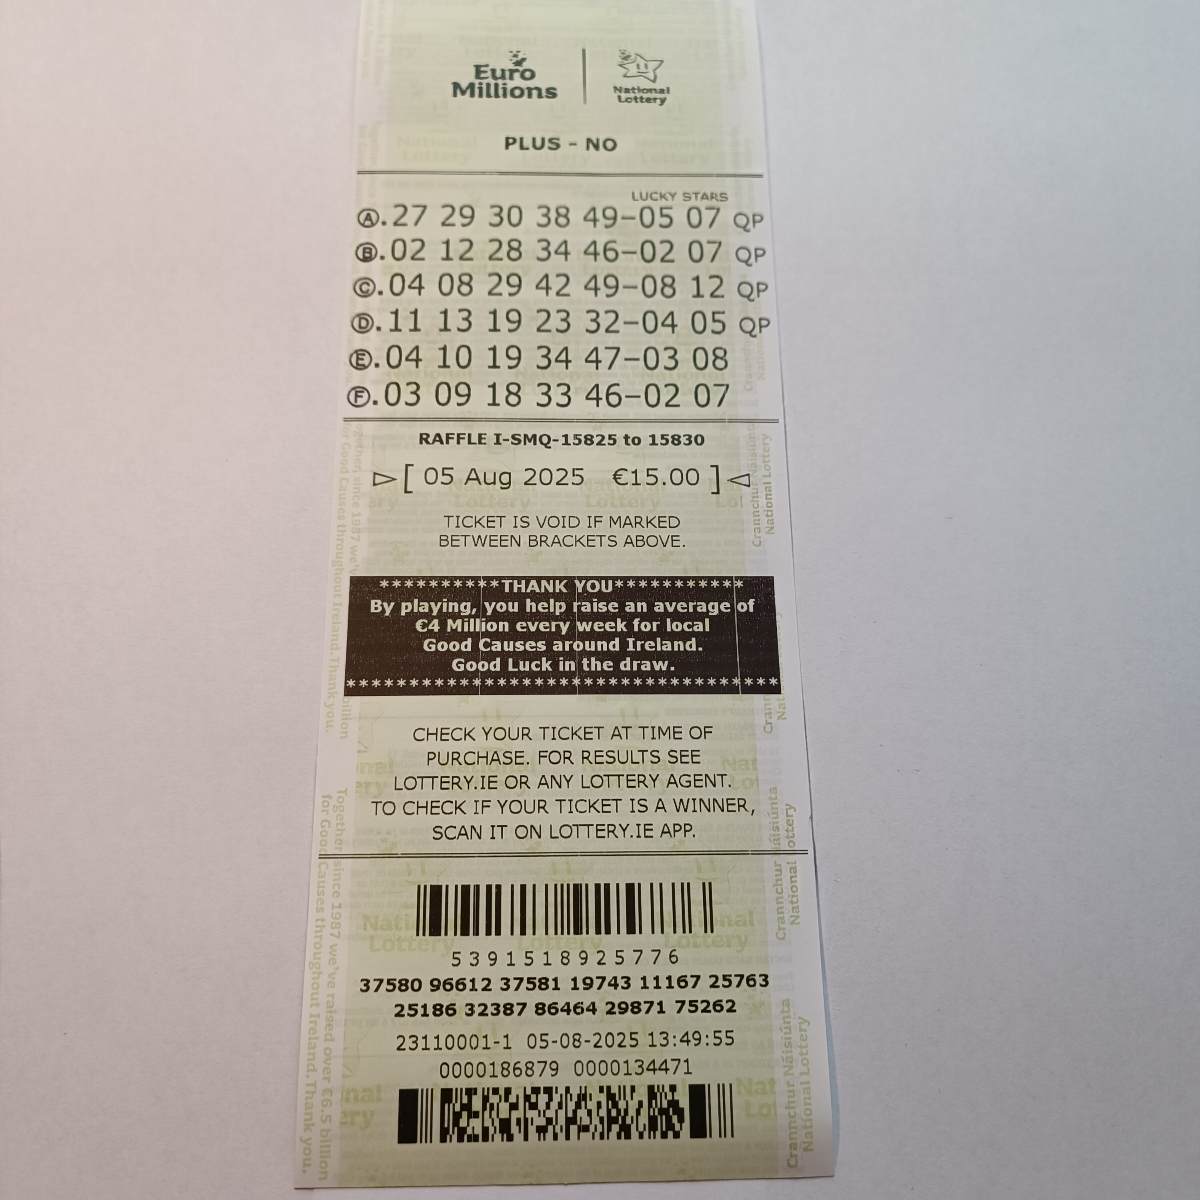 Euro
Millions
National
Lottery
PLUS - NO
LUCKY STARS
Ⓐ.27 29 30 38 49-05 07 QP
Ⓑ.02 12 28 34 46-02 07 QP
Ⓒ.04 08 29 42 49-08 12 QP
Ⓓ.11 13 19 23 32-04 05 QP
Ⓔ.04 10 19 34 47-03 08
Ⓕ.03 09 18 33 46-02 07
RAFFLE I-SMQ-15825 to 15830
▷[ 05 Aug 2025 €15.00 ]◁
TICKET IS VOID IF MARKED
BETWEEN BRACKETS ABOVE.
**********THANK YOU***********
By playing, you help raise an average of
€4 Million every week for local
Good Causes around Ireland.
Good Luck in the draw.
**********************************
CHECK YOUR TICKET AT TIME OF
PURCHASE. FOR RESULTS SEE
LOTTERY.IE OR ANY LOTTERY AGENT.
TO CHECK IF YOUR TICKET IS A WINNER,
SCAN IT ON LOTTERY.IE APP.
5391518925776
37580 96612 37581 19743 11167 25763
25186 32387 86464 29871 75262
23110001-1 05-08-2025 13:49:55
0000186879 0000134471
Together since 1987 we've raised over €6.5 billion
for Good Causes throughout Ireland. Thank you.
Crannchur Náisiúnta
National Lottery
Crannchur Náisiúnta
National Lottery